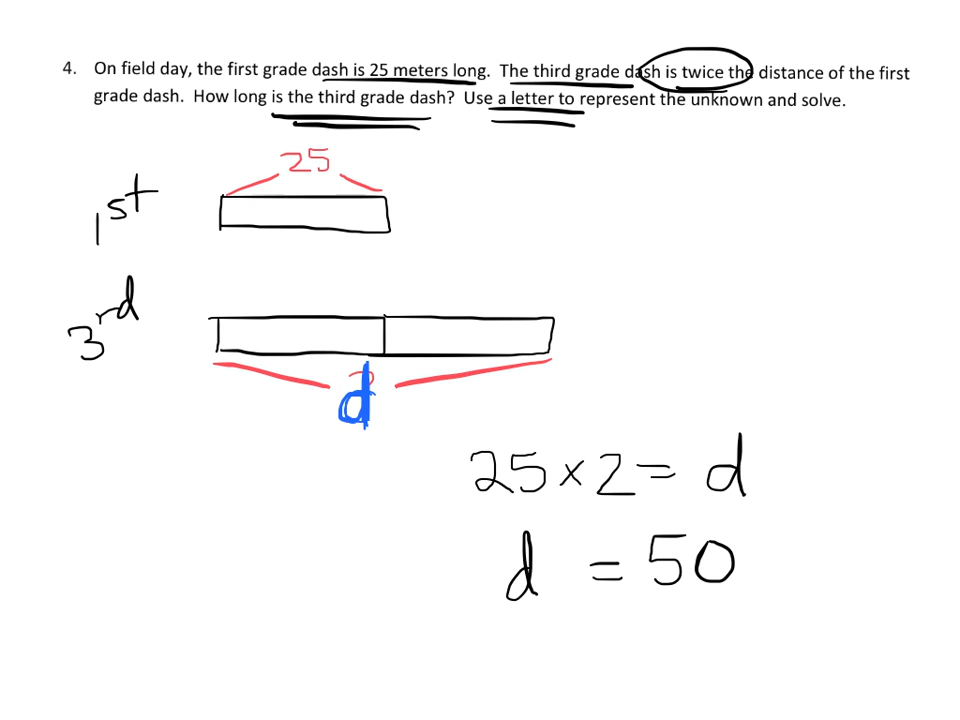 4. On field day, the first grade dash is 25 meters long. The third grade dash is twice the distance of the first
grade dash. How long is the third grade dash? Use a letter to represent the unknown and solve.
25
1st
3rd
d
25 × 2 = d
d = 50